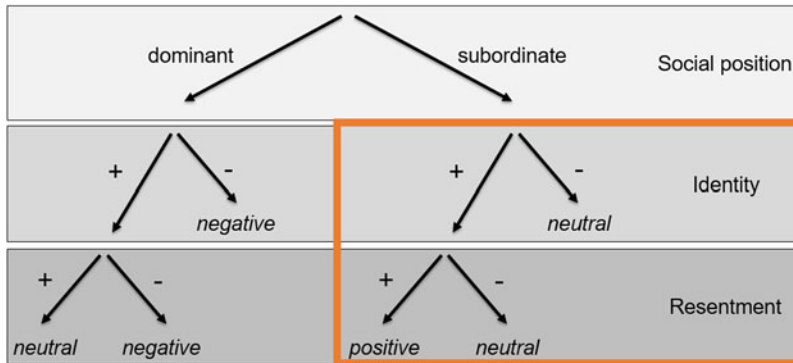 dominant subordinate Social position
+ - + - Identity
negative neutral
+ - + - Resentment
neutral negative positive neutral